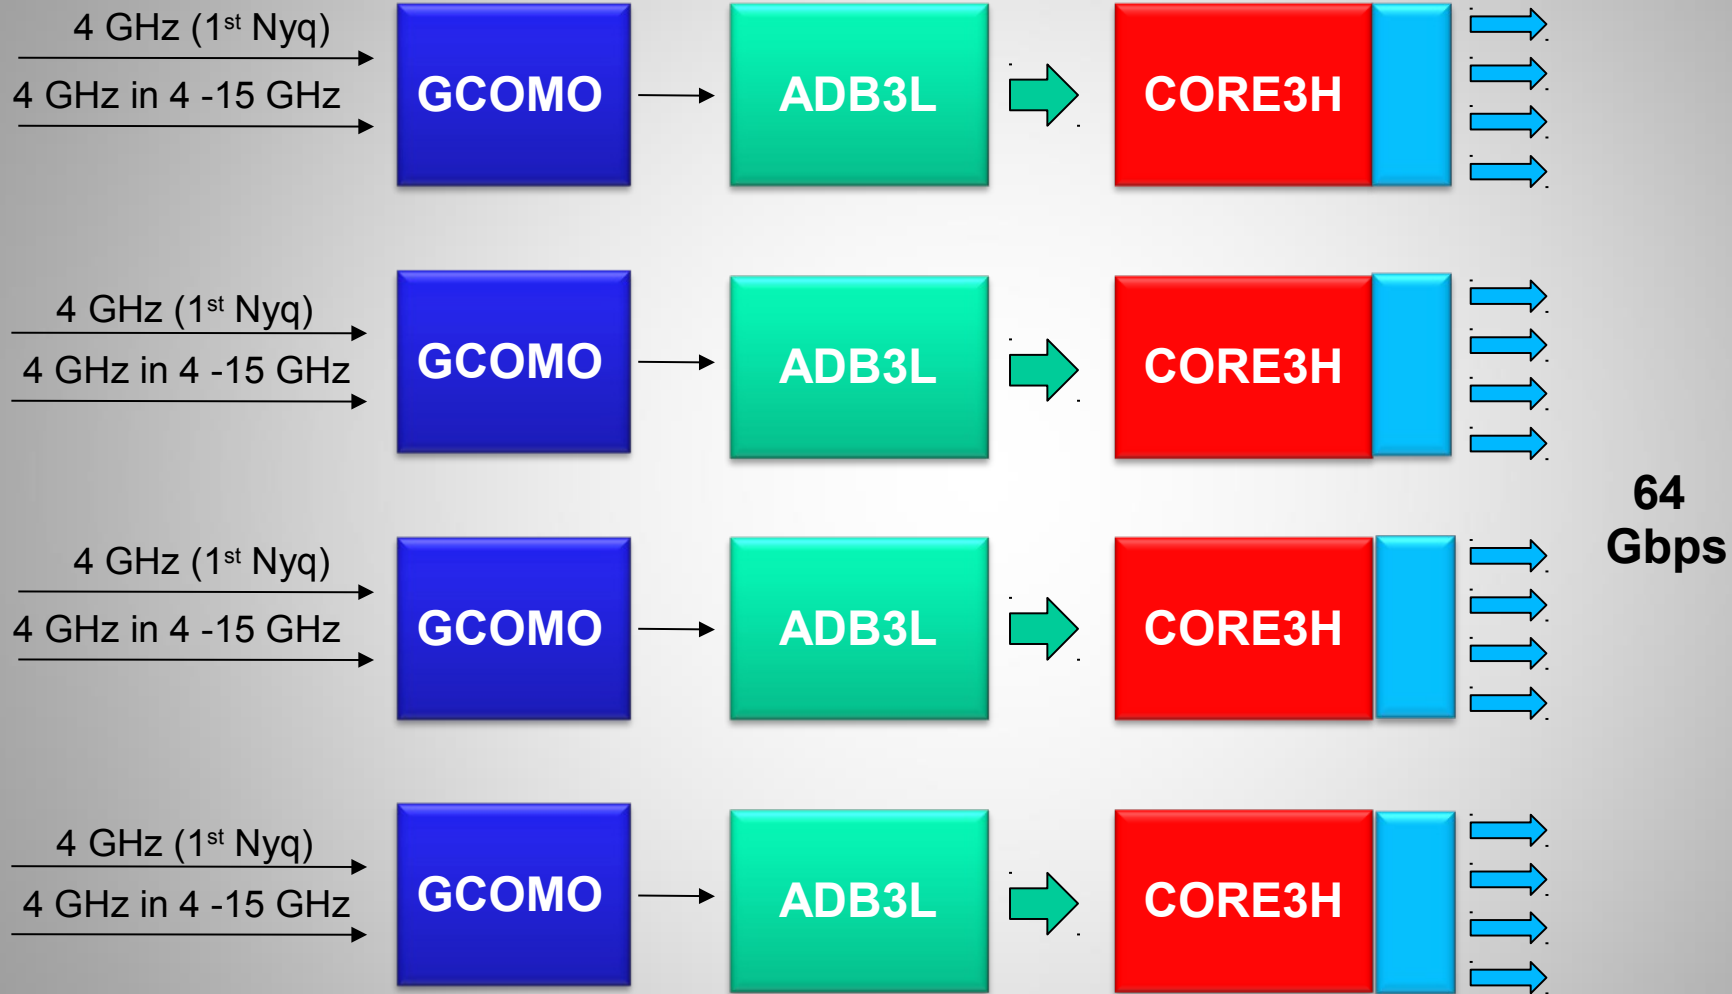 4 GHz (1st Nyq)
4 GHz in 4 -15 GHz
GCOMO
ADB3L
CORE3H
4 GHz (1st Nyq)
4 GHz in 4 -15 GHz
GCOMO
ADB3L
CORE3H
64
Gbps
4 GHz (1st Nyq)
4 GHz in 4 -15 GHz
GCOMO
ADB3L
CORE3H
4 GHz (1st Nyq)
4 GHz in 4 -15 GHz
GCOMO
ADB3L
CORE3H